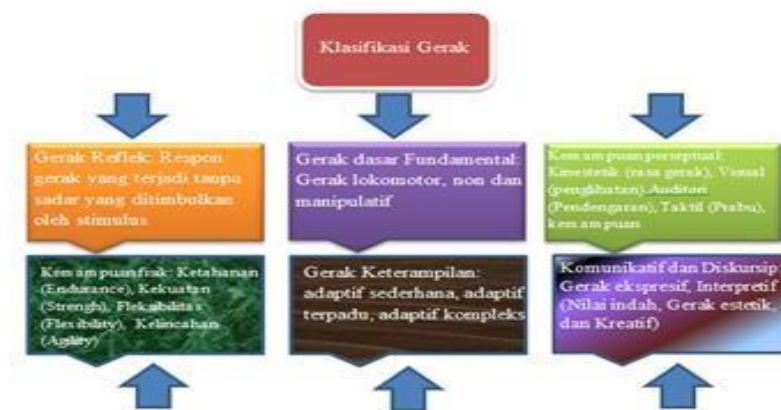 Klasifikasi Gerak
Gerak Reflek: Respon
gerak yang terjadi tanpa
sadar yang ditimbulkan
oleh stimulus
Gerak dasar Fundamental:
Gerak lokomotor, non dan
manipulatif
Kemampuan perseptual:
Kinestetik (rasa gerak), Visual
(penglihatan) Auditori
(Pendengaran), Taktil (Prabu),
kemampuan
Kemampuan fisik: Ketahanan
(Endurance), Kekuatan
(Strengh), Fleksibilitas
(Flexibility), Kelincahan
(Agility)
Gerak Keterampilan:
adaptif sederhana, adaptif
terpadu, adaptif kompleks
Komunikatif dan Diskursip:
Gerak ekspresif, Interpretif
(Nilai indah, Gerak estetik,
dan Kreatif)